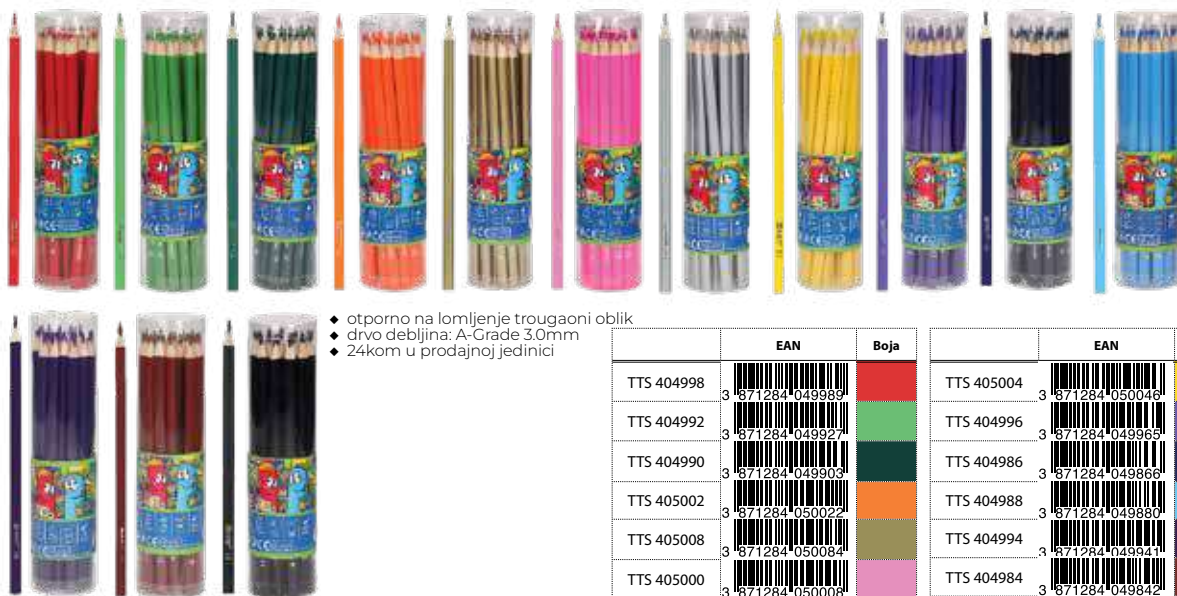 ◆ otporno na lomljenje trougaoni oblik
◆ drvo debljina: A-Grade 3.0mm
◆ 24kom u prodajnoj jedinici
EAN Boja
TTS 404998 3 871284 049989
TTS 404992 3 871284 049927
TTS 404990 3 871284 049903
TTS 405002 3 871284 050022
TTS 405008 3 871284 050084
TTS 405000 3 871284 050008
EAN
TTS 405004 3 871284 050046
TTS 404996 3 871284 049965
TTS 404986 3 871284 049866
TTS 404988 3 871284 049880
TTS 404994 3 871284 049941
TTS 404984 3 871284 049842